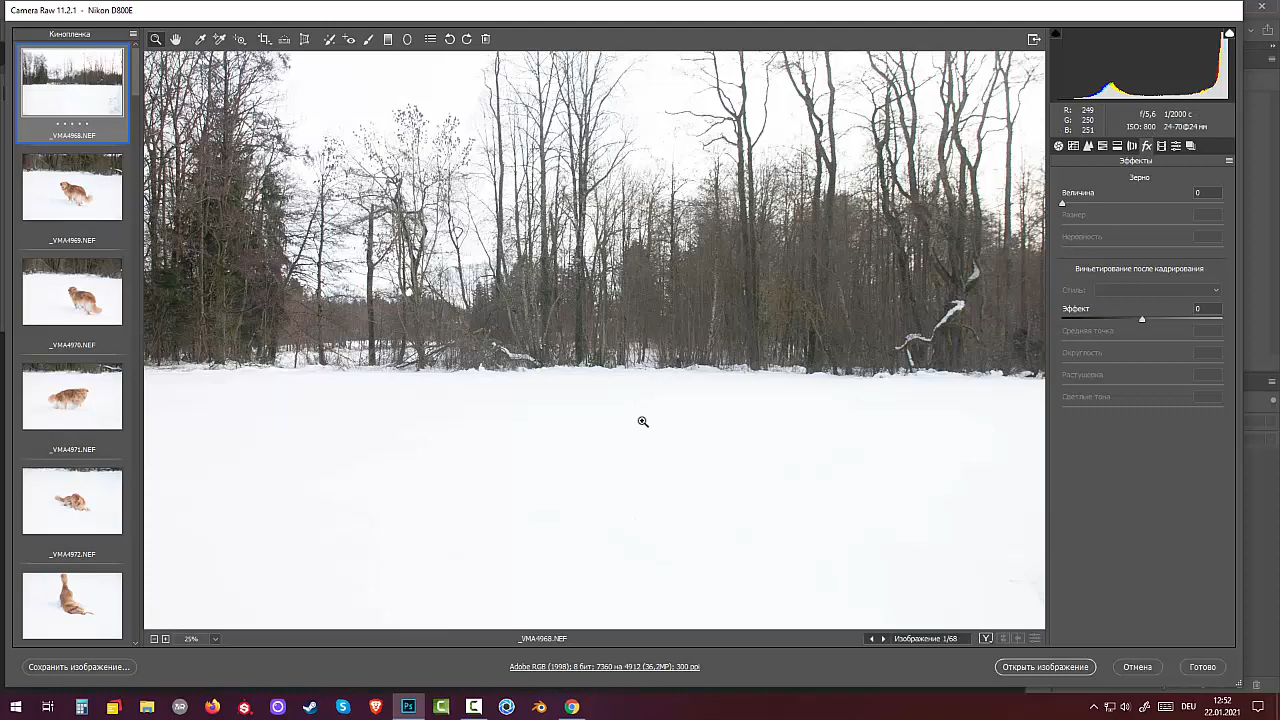 Camera Raw 11.2.1 - Nikon D800E
Кинопленка
_VMA4968.NEF
_VMA4969.NEF
_VMA4970.NEF
_VMA4971.NEF
_VMA4972.NEF
R: 249
G: 250
B: 251
f/5,6 1/2000 с
ISO: 800 24-70@24 мм
Эффекты
Зерно
Величина 0
Размер
Неровность
Виньетирование после кадрирования
Стиль:
Эффект 0
Средняя точка
Округлость
Растушовка
Светлые тона
25%
_VMA4968.NEF
Изображение 1/68
Y
Сохранить изображение...
Adobe RGB (1998); 8 бит; 7360 на 4912 (36,2МР); 300 ppi
Открыть изображение
Отмена
Готово
Ps
DEU
12:52
22.01.2021